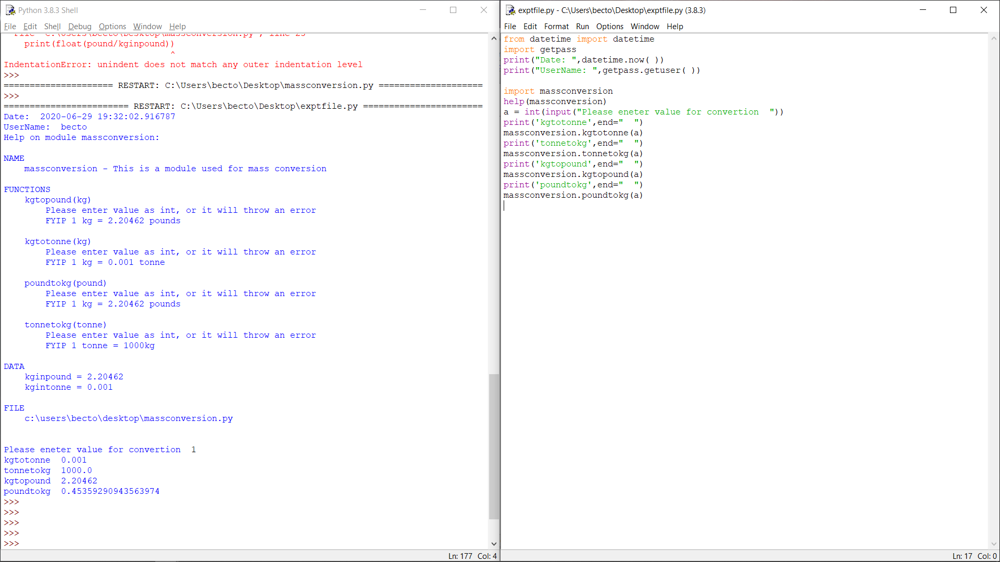 Python 3.8.3 Shell
File Edit Shell Debug Options Window Help
File "C:\Users\becto\Desktop\massconversion.py", line 25
    print(float(pound/kginpound))
                                ^
IndentationError: unindent does not match any outer indentation level
>>>
===================== RESTART: C:\Users\becto\Desktop\massconversion.py ====================
>>>
======================== RESTART: C:\Users\becto\Desktop\exptfile.py =======================
Date:  2020-06-29 19:32:02.916787
UserName:  becto
Help on module massconversion:
NAME
    massconversion - This is a module used for mass conversion
FUNCTIONS
    kgtopound(kg)
        Please enter value as int, or it will throw an error
        FYIP 1 kg = 2.20462 pounds
    kgtotonne(kg)
        Please enter value as int, or it will throw an error
        FYIP 1 kg = 0.001 tonne
    poundtokg(pound)
        Please enter value as int, or it will throw an error
        FYIP 1 kg = 2.20462 pounds
    tonnetokg(tonne)
        Please enter value as int, or it will throw an error
        FYIP 1 tonne = 1000kg
DATA
    kginpound = 2.20462
    kgintonne = 0.001
FILE
    c:\users\becto\desktop\massconversion.py
Please eneter value for convertion  1
kgtotonne  0.001
tonnetokg  1000.0
kgtopound  2.20462
poundtokg  0.45359290943563974
>>>
>>>
>>>
>>>
>>>
Ln: 177 Col: 4
exptfile.py - C:\Users\becto\Desktop\exptfile.py (3.8.3)
File Edit Format Run Options Window Help
from datetime import datetime
import getpass
print("Date: ",datetime.now( ))
print("UserName: ",getpass.getuser( ))
import massconversion
help(massconversion)
a = int(input("Please eneter value for convertion  "))
print('kgtotonne',end="  ")
massconversion.kgtotonne(a)
print('tonnetokg',end="  ")
massconversion.tonnetokg(a)
print('kgtopound',end="  ")
massconversion.kgtopound(a)
print('poundtokg',end="  ")
massconversion.poundtokg(a)
Ln: 17 Col: 0